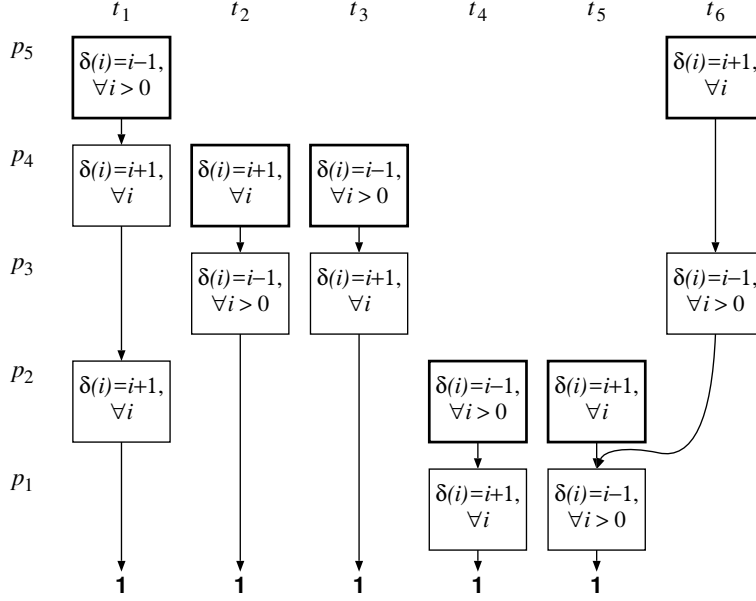 t1 t2 t3 t4 t5 t6
p5
δ(i)=i−1,
∀i > 0
δ(i)=i+1,
∀i
p4
δ(i)=i+1,
∀i
δ(i)=i+1,
∀i
δ(i)=i−1,
∀i > 0
p3
δ(i)=i−1,
∀i > 0
δ(i)=i+1,
∀i
δ(i)=i−1,
∀i > 0
p2
δ(i)=i+1,
∀i
δ(i)=i−1,
∀i > 0
δ(i)=i+1,
∀i
p1
δ(i)=i+1,
∀i
δ(i)=i−1,
∀i > 0
1 1 1 1 1